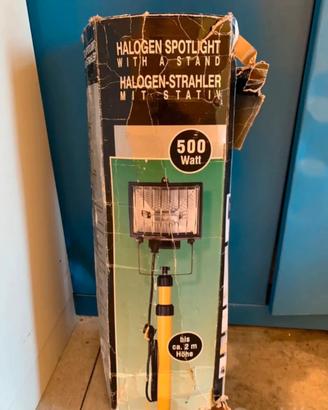 HALOGEN SPOTLIGHT
WITH A STAND
HALOGEN-STRAHLER
MIT STATIV
500
Watt
bis
ca. 2 m
Höhe